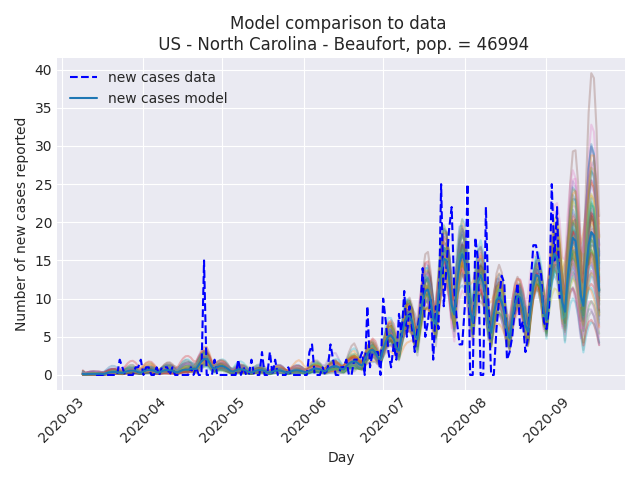 Model comparison to data
US - North Carolina - Beaufort, pop. = 46994
new cases data
new cases model
Number of new cases reported
40
35
30
25
20
15
10
5
0
2020-03
2020-04
2020-05
2020-06
2020-07
2020-08
2020-09
Day